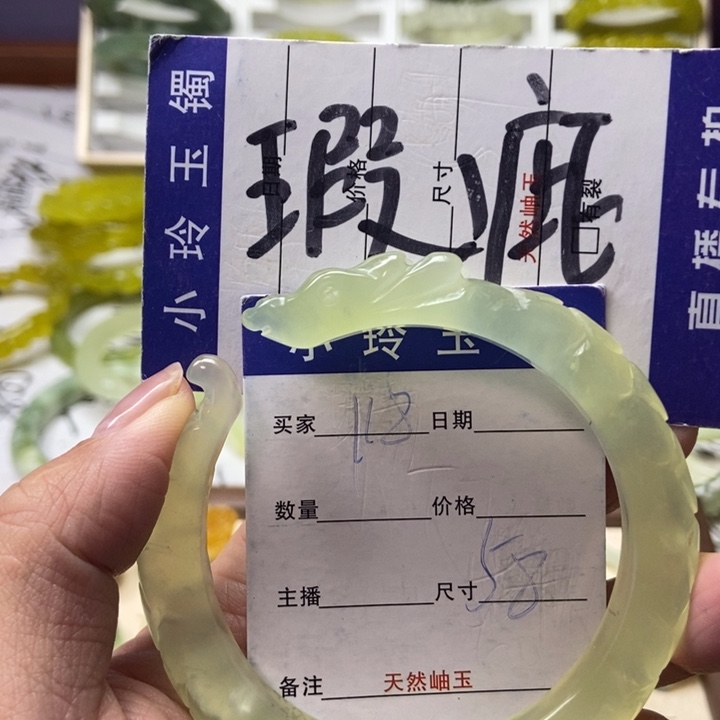 小玲玉镯
日期
价格
尺寸
天然岫玉
有裂
瑕疵
直播专拍
小玲玉
买家 113 日期
数量 价格
主播 尺寸 58
备注 天然岫玉